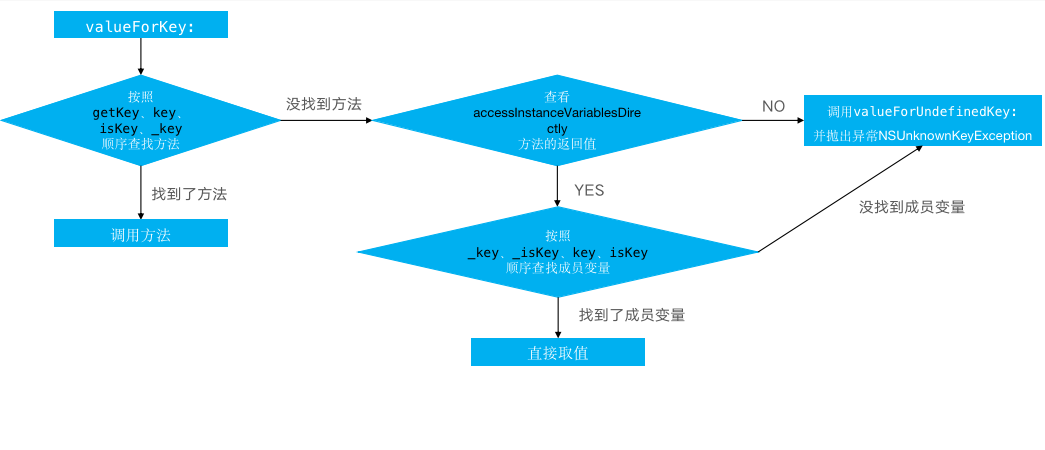 valueForKey:
按照
getKey、key、
isKey、_key
顺序查找方法
没找到方法
查看
accessInstanceVariablesDire
ctly
方法的返回值
NO
调用valueForUndefinedKey:
并抛出异常NSUnknownKeyException
找到了方法
YES
没找到成员变量
调用方法
按照
_key、_isKey、key、isKey
顺序查找成员变量
找到了成员变量
直接取值